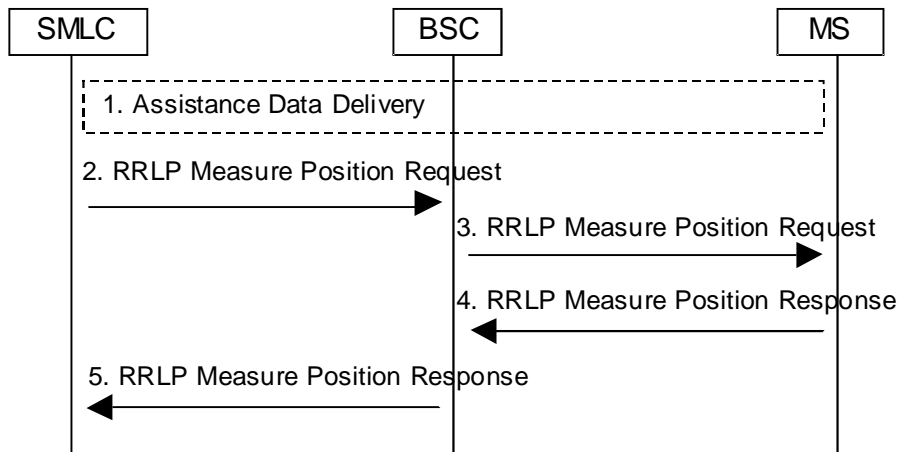 SMLC
BSC
MS
1. Assistance Data Delivery
2. RRLP Measure Position Request
3. RRLP Measure Position Request
4. RRLP Measure Position Response
5. RRLP Measure Position Response